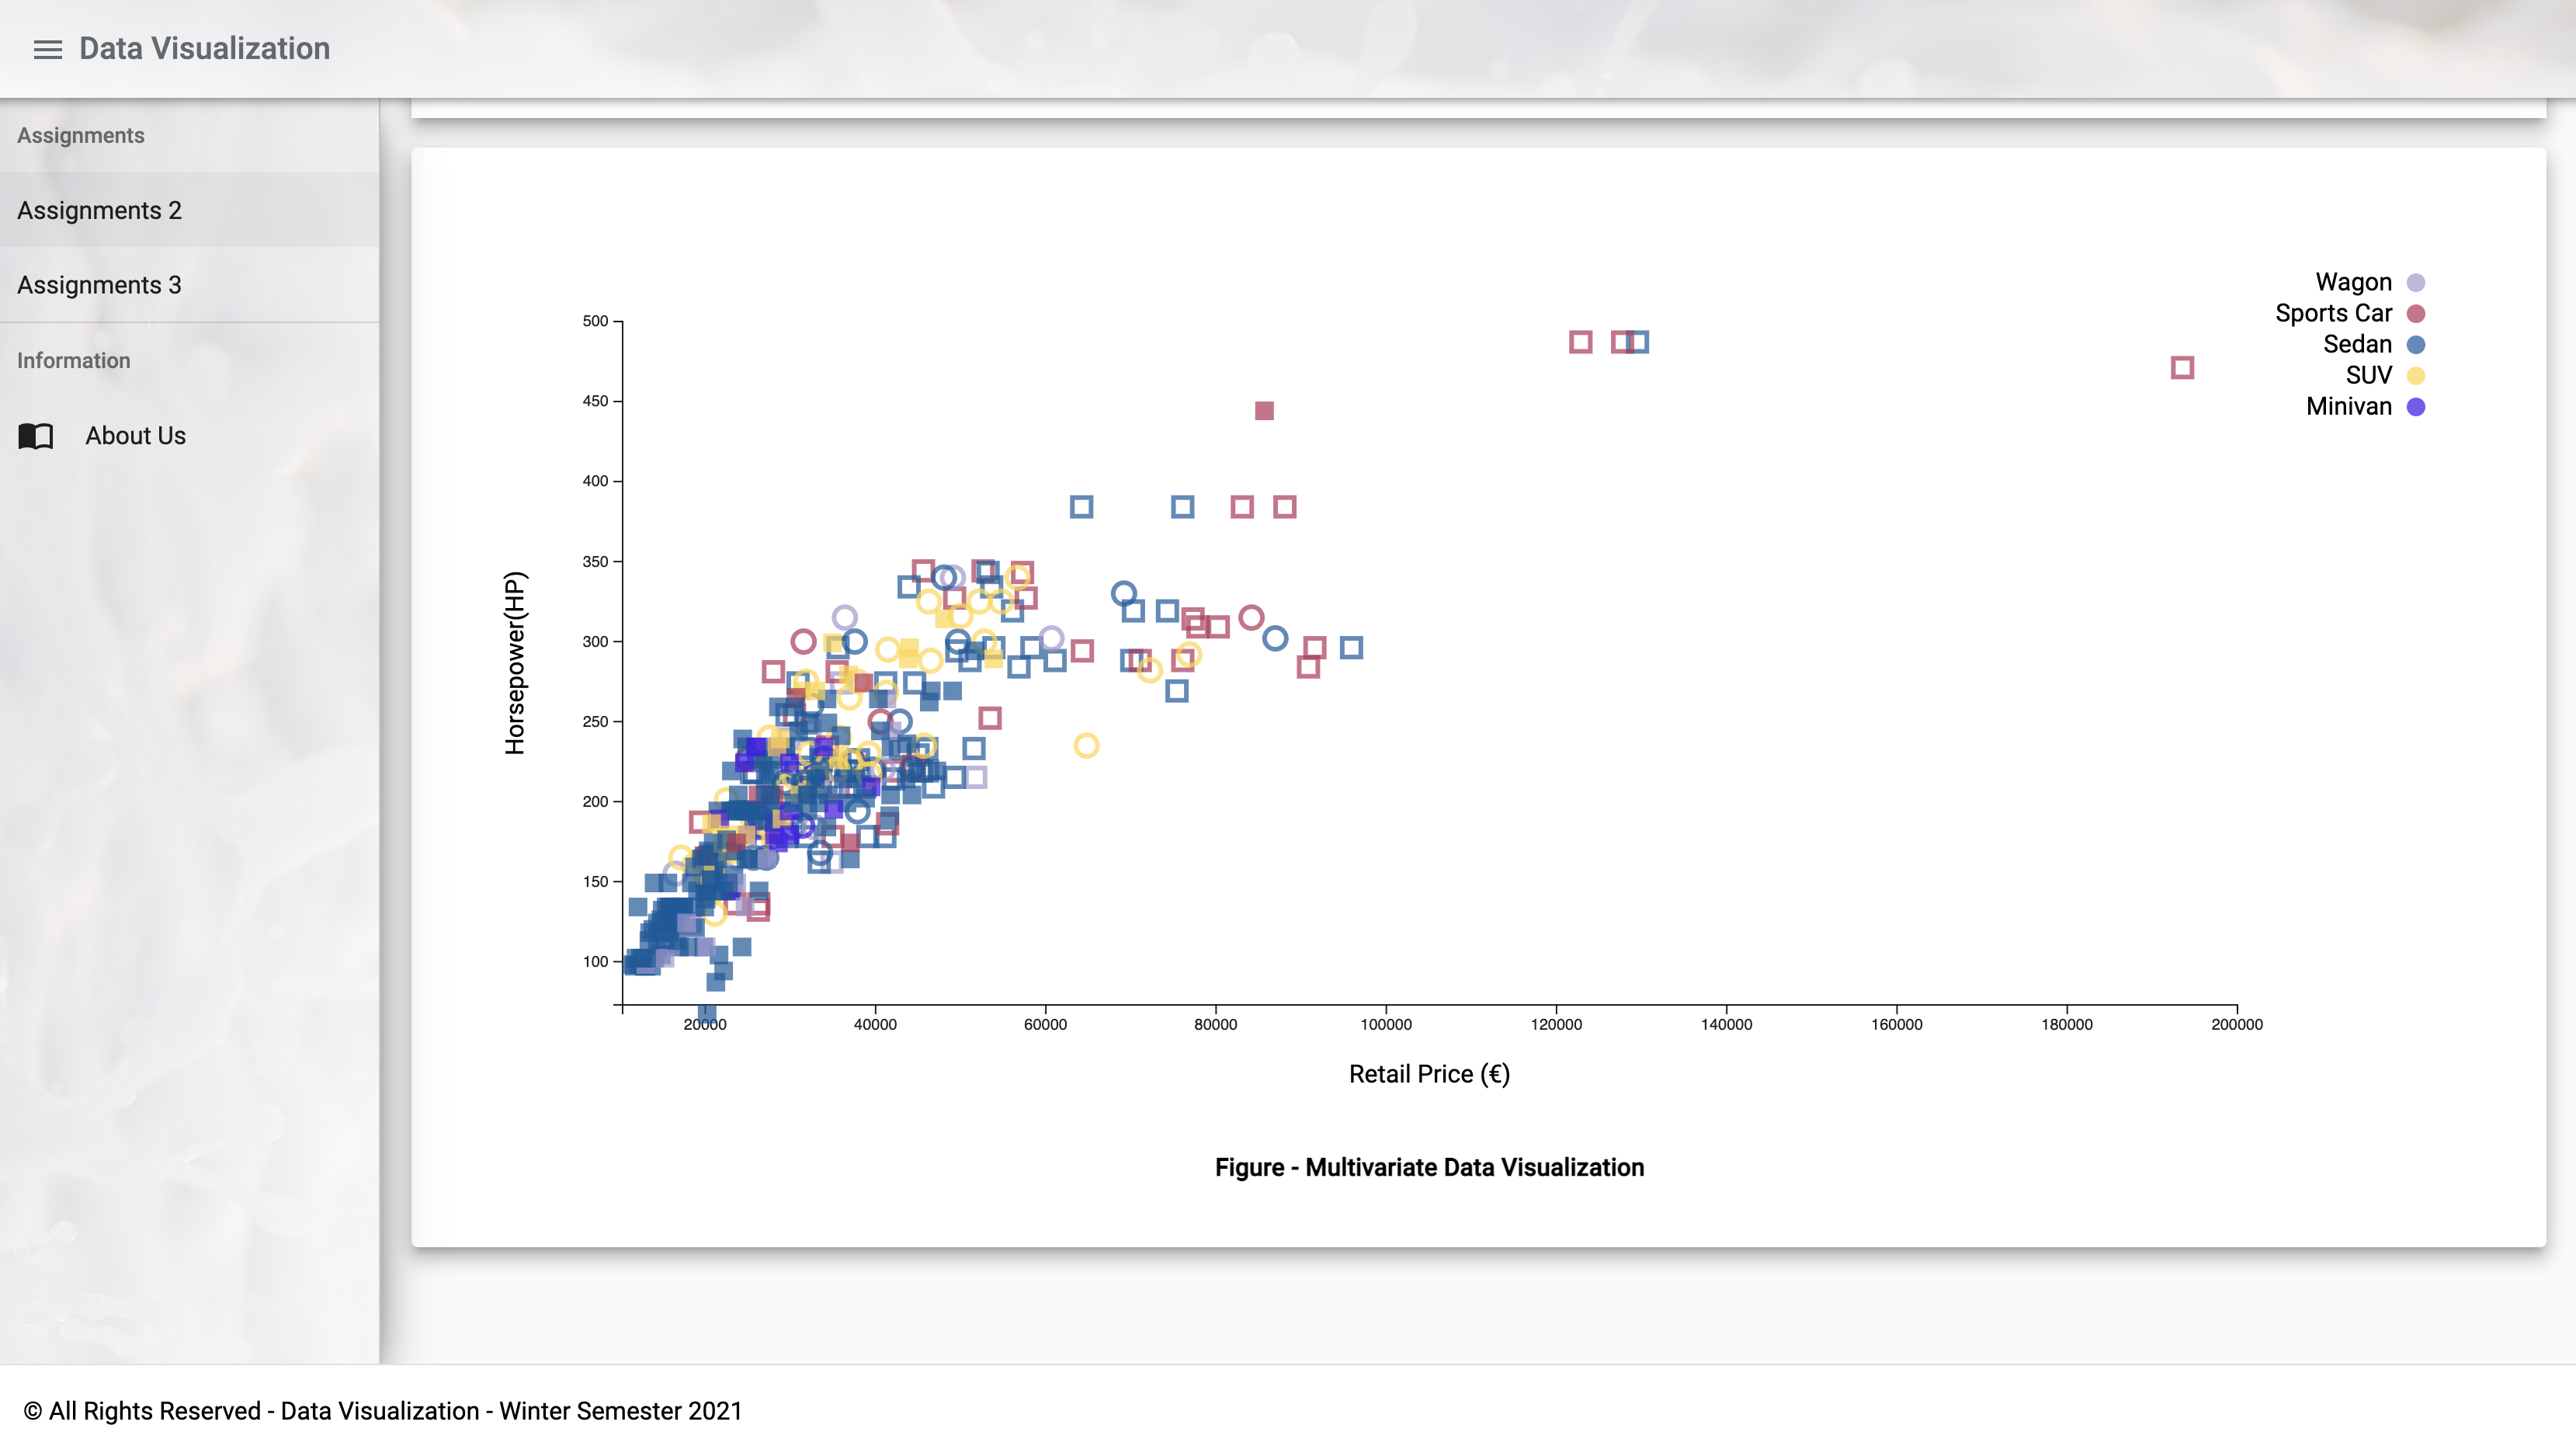 Data Visualization
Assignments
Assignments 2
Assignments 3
Information
About Us
Wagon
Sports Car
Sedan
SUV
Minivan
500
450
400
350
300
250
200
150
100
Horsepower(HP)
20000 40000 60000 80000 100000 120000 140000 160000 180000 200000
Retail Price (€)
Figure - Multivariate Data Visualization
© All Rights Reserved - Data Visualization - Winter Semester 2021